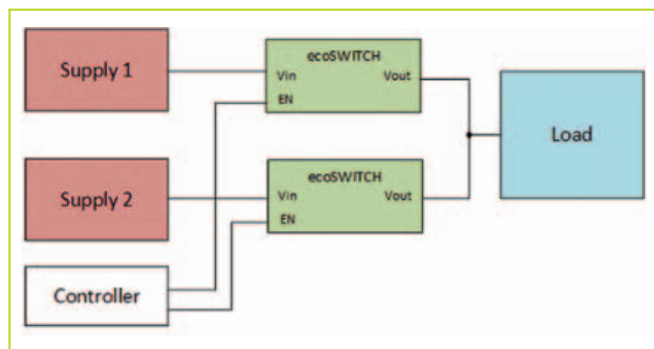 Supply 1
ecoSWITCH
Vin
Vout
EN
Load
Supply 2
ecoSWITCH
Vin
Vout
EN
Controller